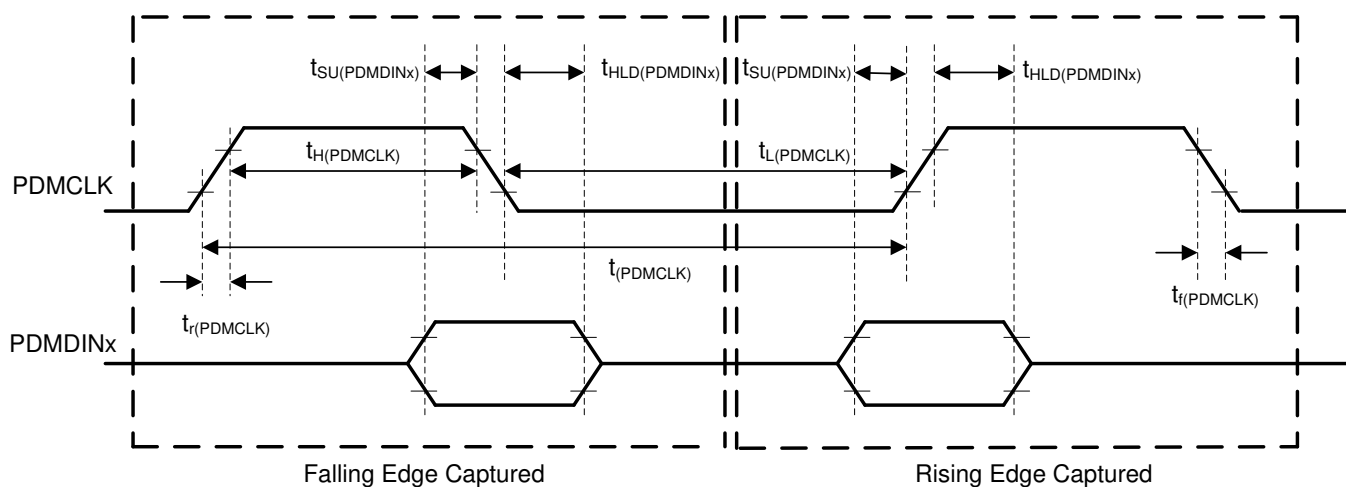 tSU(PDMDINx) tHLD(PDMDINx) tSU(PDMDINx) tHLD(PDMDINx)
tH(PDMCLK) tL(PDMCLK)
PDMCLK
t(PDMCLK)
tr(PDMCLK) tf(PDMCLK)
PDMDINx
Falling Edge Captured Rising Edge Captured